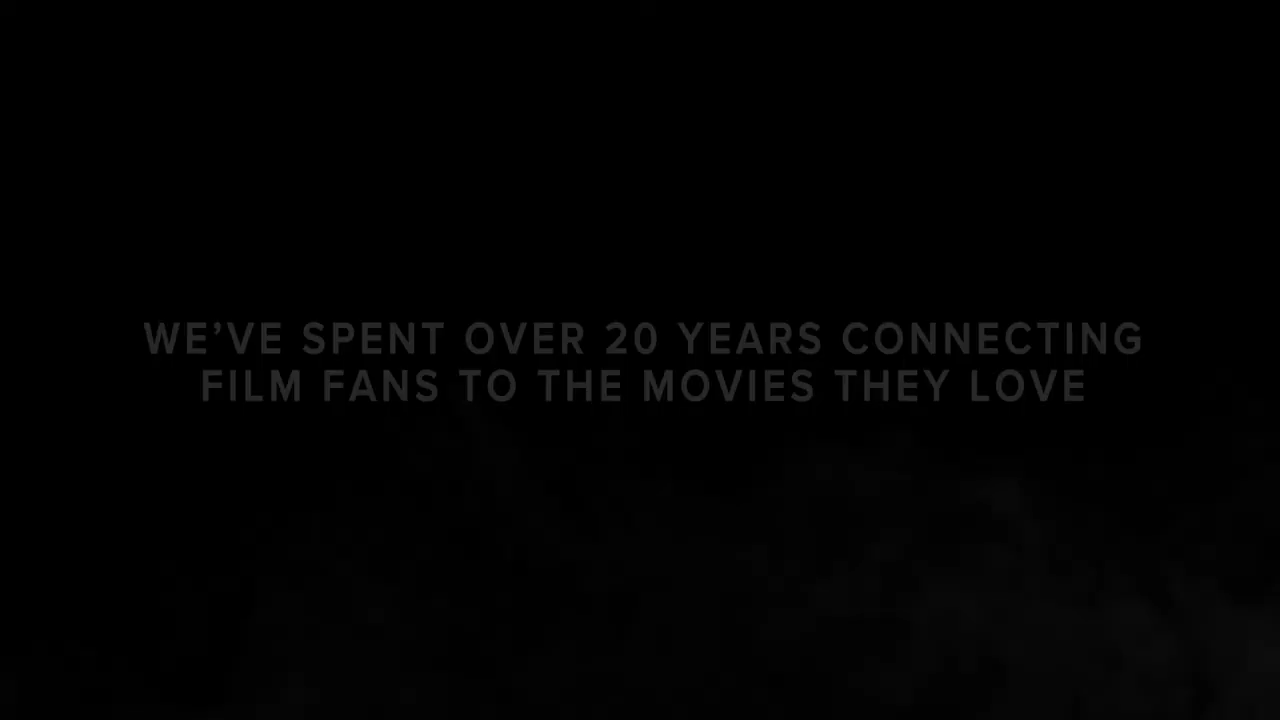 WE’VE SPENT OVER 20 YEARS CONNECTING
FILM FANS TO THE MOVIES THEY LOVE